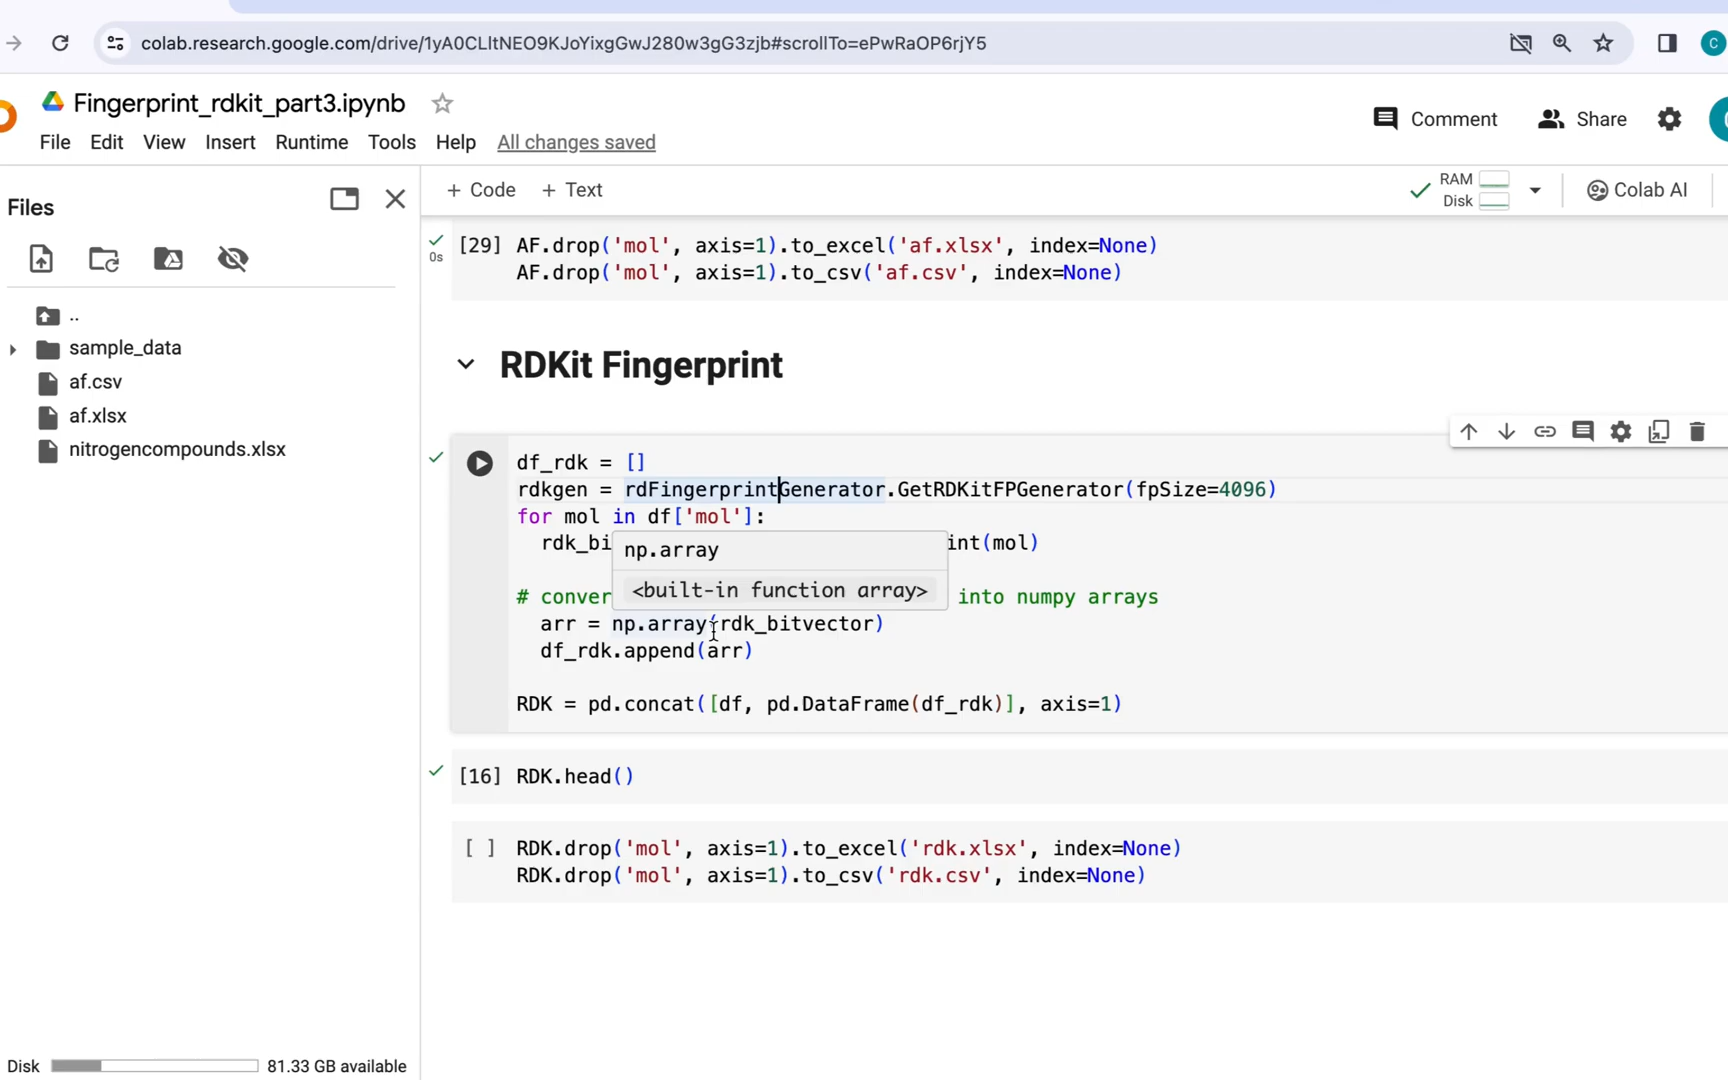 colab.research.google.com/drive/1yA0CLltNEO9KJoYixgGwJ280w3gG3zjb#scrollTo=ePwRaOP6rjY5
C
Fingerprint_rdkit_part3.ipynb
Comment
Share
File Edit View Insert Runtime Tools Help All changes saved
Files
+ Code + Text
RAM
Disk
Colab AI
..
sample_data
af.csv
af.xlsx
nitrogencompounds.xlsx
0s
[29] AF.drop('mol', axis=1).to_excel('af.xlsx', index=None)
AF.drop('mol', axis=1).to_csv('af.csv', index=None)
RDKit Fingerprint
df_rdk = []
rdkgen = rdFingerprintGenerator.GetRDKitFPGenerator(fpSize=4096)
for mol in df['mol']:
rdk_bi int(mol)
np.array
<built-in function array>
# conver into numpy arrays
arr = np.array(rdk_bitvector)
df_rdk.append(arr)
RDK = pd.concat([df, pd.DataFrame(df_rdk)], axis=1)
[16] RDK.head()
[ ] RDK.drop('mol', axis=1).to_excel('rdk.xlsx', index=None)
RDK.drop('mol', axis=1).to_csv('rdk.csv', index=None)
Disk 81.33 GB available